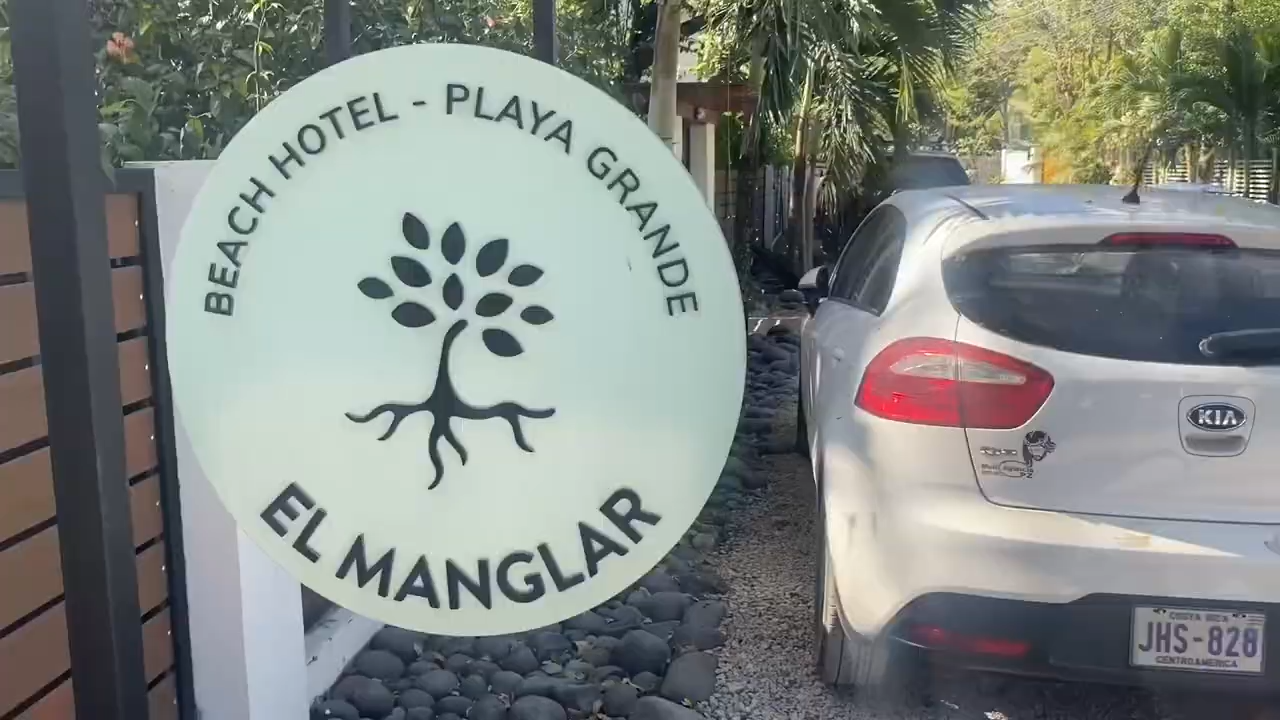 BEACH HOTEL - PLAYA GRANDE
EL MANGLAR
KIA
COSTA RICA
JHS-828
CENTROAMERICA